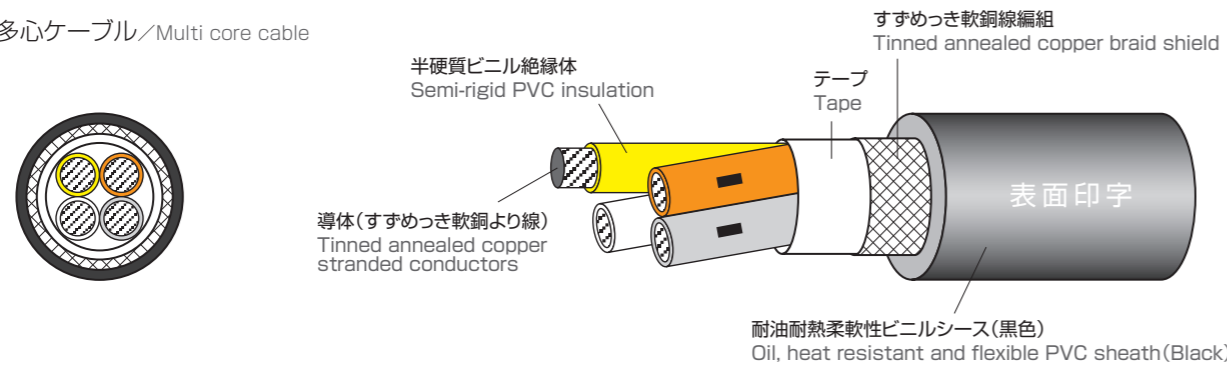 多心ケーブル/Multi core cable
すずめっき軟銅線編組
Tinned annealed copper braid shield
半硬質ビニル絶縁体
Semi-rigid PVC insulation
テープ
Tape
表面印字
導体(すずめっき軟銅より線)
Tinned annealed copper
stranded conductors
耐油耐熱柔軟性ビニルシース(黒色)
Oil, heat resistant and flexible PVC sheath(Black)